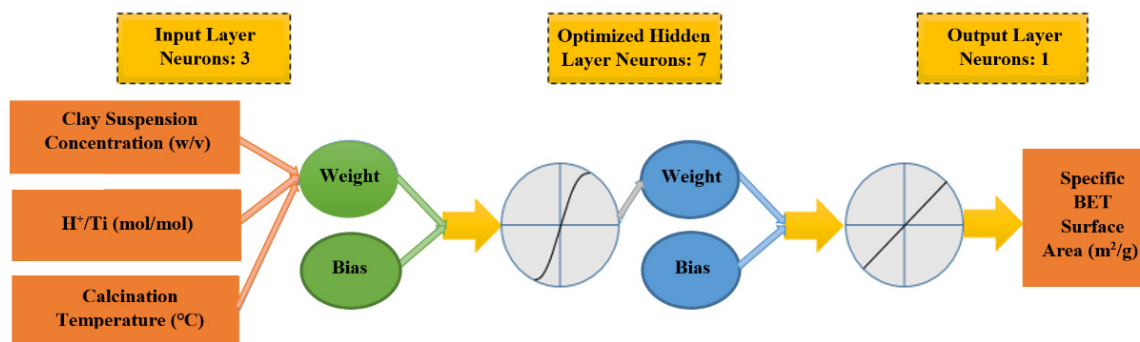 Input Layer
Neurons: 3
Optimized Hidden
Layer Neurons: 7
Output Layer
Neurons: 1
Clay Suspension
Concentration (w/v)
H⁺/Ti (mol/mol)
Calcination
Temperature (°C)
Weight
Bias
Weight
Bias
Specific
BET
Surface
Area (m²/g)